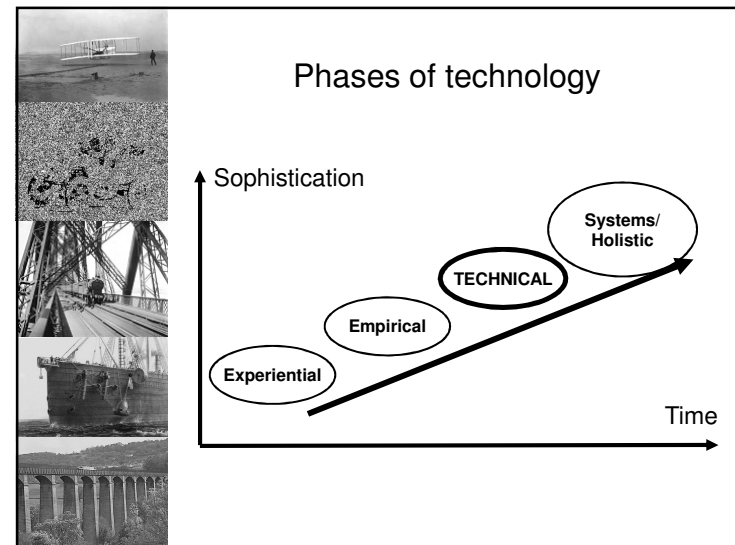 Phases of technology
Sophistication
Systems/
Holistic
TECHNICAL
Empirical
Experiential
Time